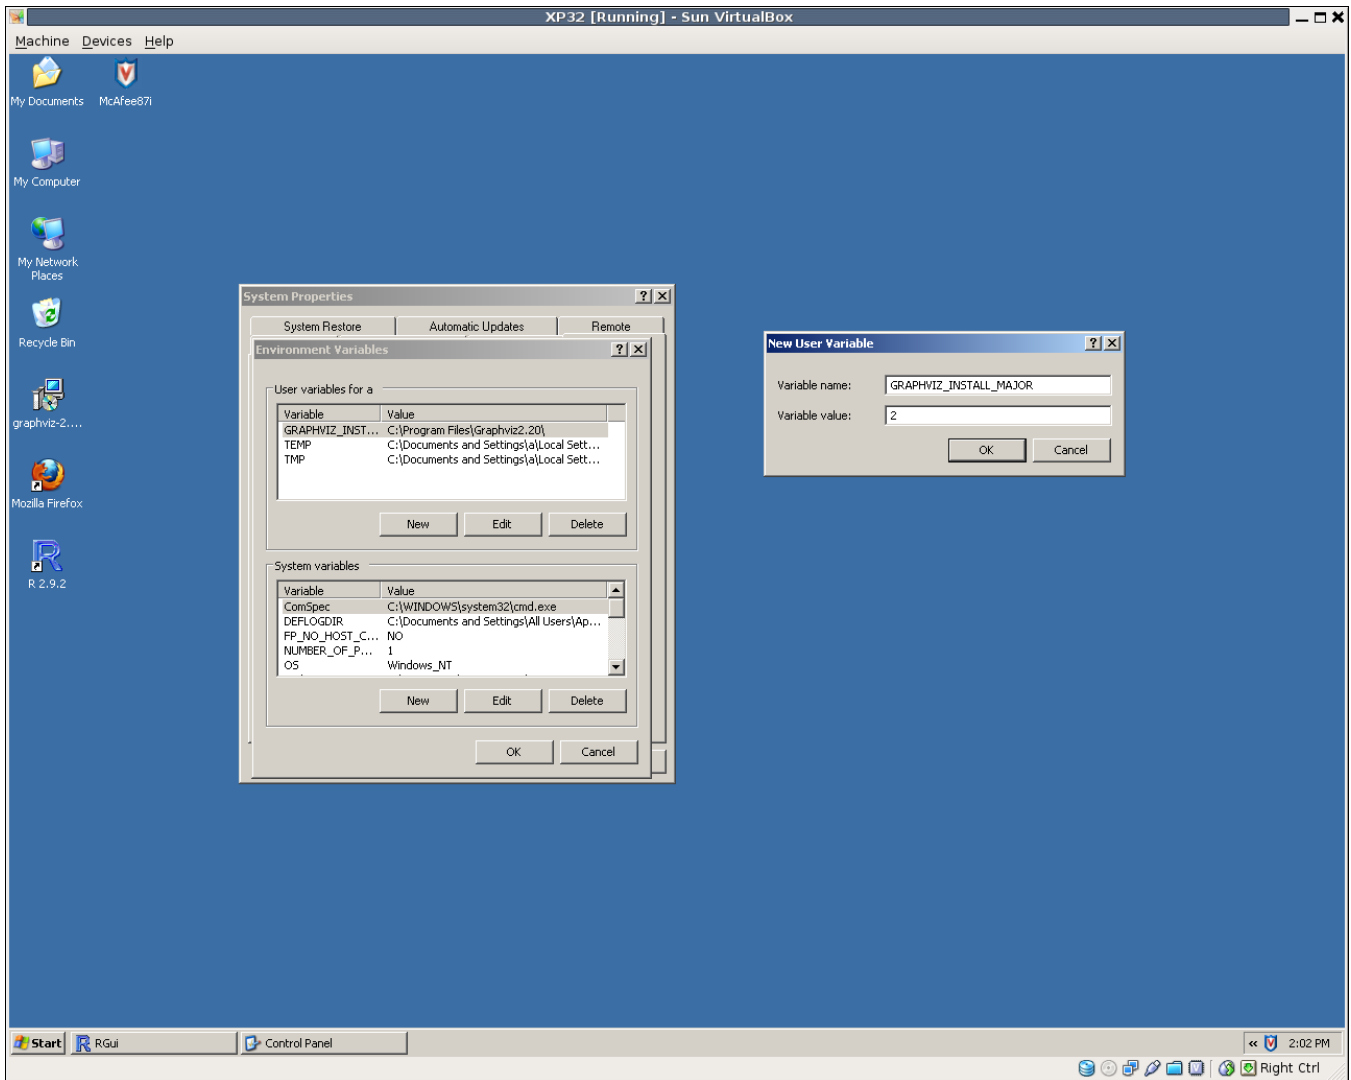 XP32 [Running] - Sun VirtualBox
Machine Devices Help
My Documents
McAfee87i
My Computer
My Network
Places
Recycle Bin
graphviz-2....
Mozilla Firefox
R 2.9.2
System Properties
System Restore Automatic Updates Remote
Environment Variables
User variables for a
Variable Value
GRAPHVIZ_INST... C:\Program Files\Graphviz2.20\
TEMP C:\Documents and Settings\a\Local Sett...
TMP C:\Documents and Settings\a\Local Sett...
New Edit Delete
System variables
Variable Value
ComSpec C:\WINDOWS\system32\cmd.exe
DEFLOGDIR C:\Documents and Settings\All Users\Ap...
FP_NO_HOST_C... NO
NUMBER_OF_P... 1
OS Windows_NT
New Edit Delete
OK Cancel
New User Variable
Variable name: GRAPHVIZ_INSTALL_MAJOR
Variable value: 2
OK Cancel
Start RGui Control Panel « 2:02 PM
Right Ctrl